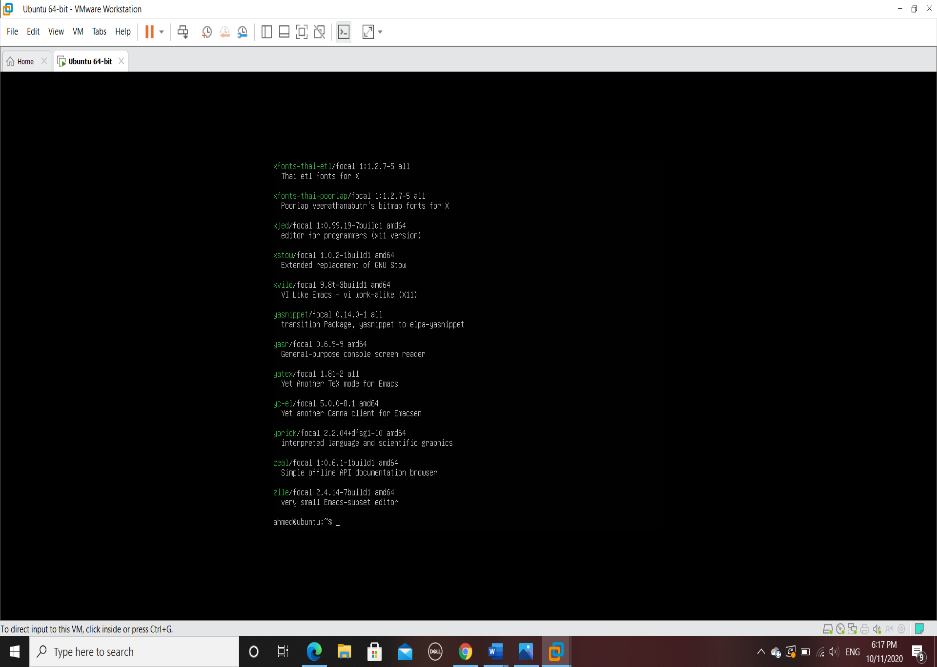 Ubuntu 64-bit - VMware Workstation
File Edit View VM Tabs Help
Home Ubuntu 64-bit
xfonts-thai-etl/focal 1:1.2.7-5 all
Thai etl fonts for X
xfonts-thai-poorlap/focal 1:1.2.7-5 all
Poonlap Veerathanabutr's bitmap fonts for X
xjed/focal 1:0.99.19-7build1 amd64
editor for programmers (x11 version)
xstow/focal 1.0.2-1build1 amd64
Extended replacement of GNU Stow
xvile/focal 9.8t-3build1 amd64
VI Like Emacs - vi work-alike (X11)
yasnippet/focal 0.14.0-1 all
transition Package, yasnippet to elpa-yasnippet
yasr/focal 0.6.9-9 amd64
General-purpose console screen reader
yatex/focal 1.81-2 all
Yet Another TeX mode for Emacs
yc-el/focal 5.0.0-8.1 amd64
Yet another Canna client for Emacsen
yorick/focal 2.2.04+dfsg1-10 amd64
interpreted language and scientific graphics
zeal/focal 1:0.6.1-1build1 amd64
Simple offline API documentation browser
zile/focal 2.4.14-7build1 amd64
very small Emacs-subset editor
ahmed@ubuntu:~$ _
To direct input to this VM, click inside or press Ctrl+G.
Type here to search
DELL
ENG
6:17 PM
10/11/2020
9